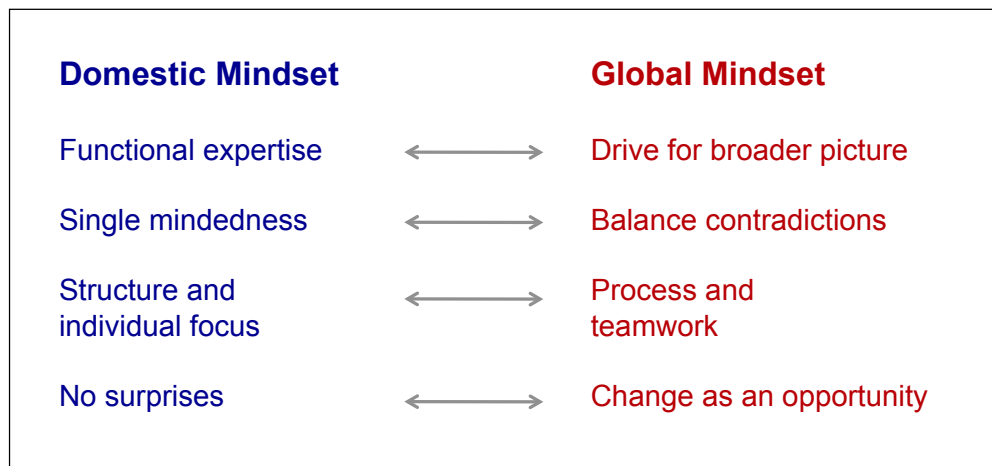 Domestic Mindset
Global Mindset
Functional expertise
Drive for broader picture
Single mindedness
Balance contradictions
Structure and
individual focus
Process and
teamwork
No surprises
Change as an opportunity